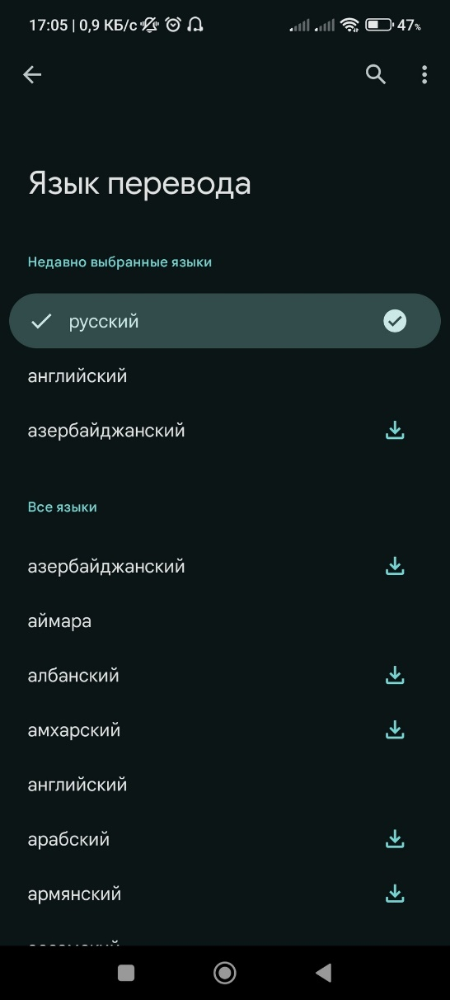 17:05 | 0,9 КБ/с
47%
Язык перевода
Недавно выбранные языки
русский
английский
азербайджанский
Все языки
азербайджанский
аймара
албанский
амхарский
английский
арабский
армянский